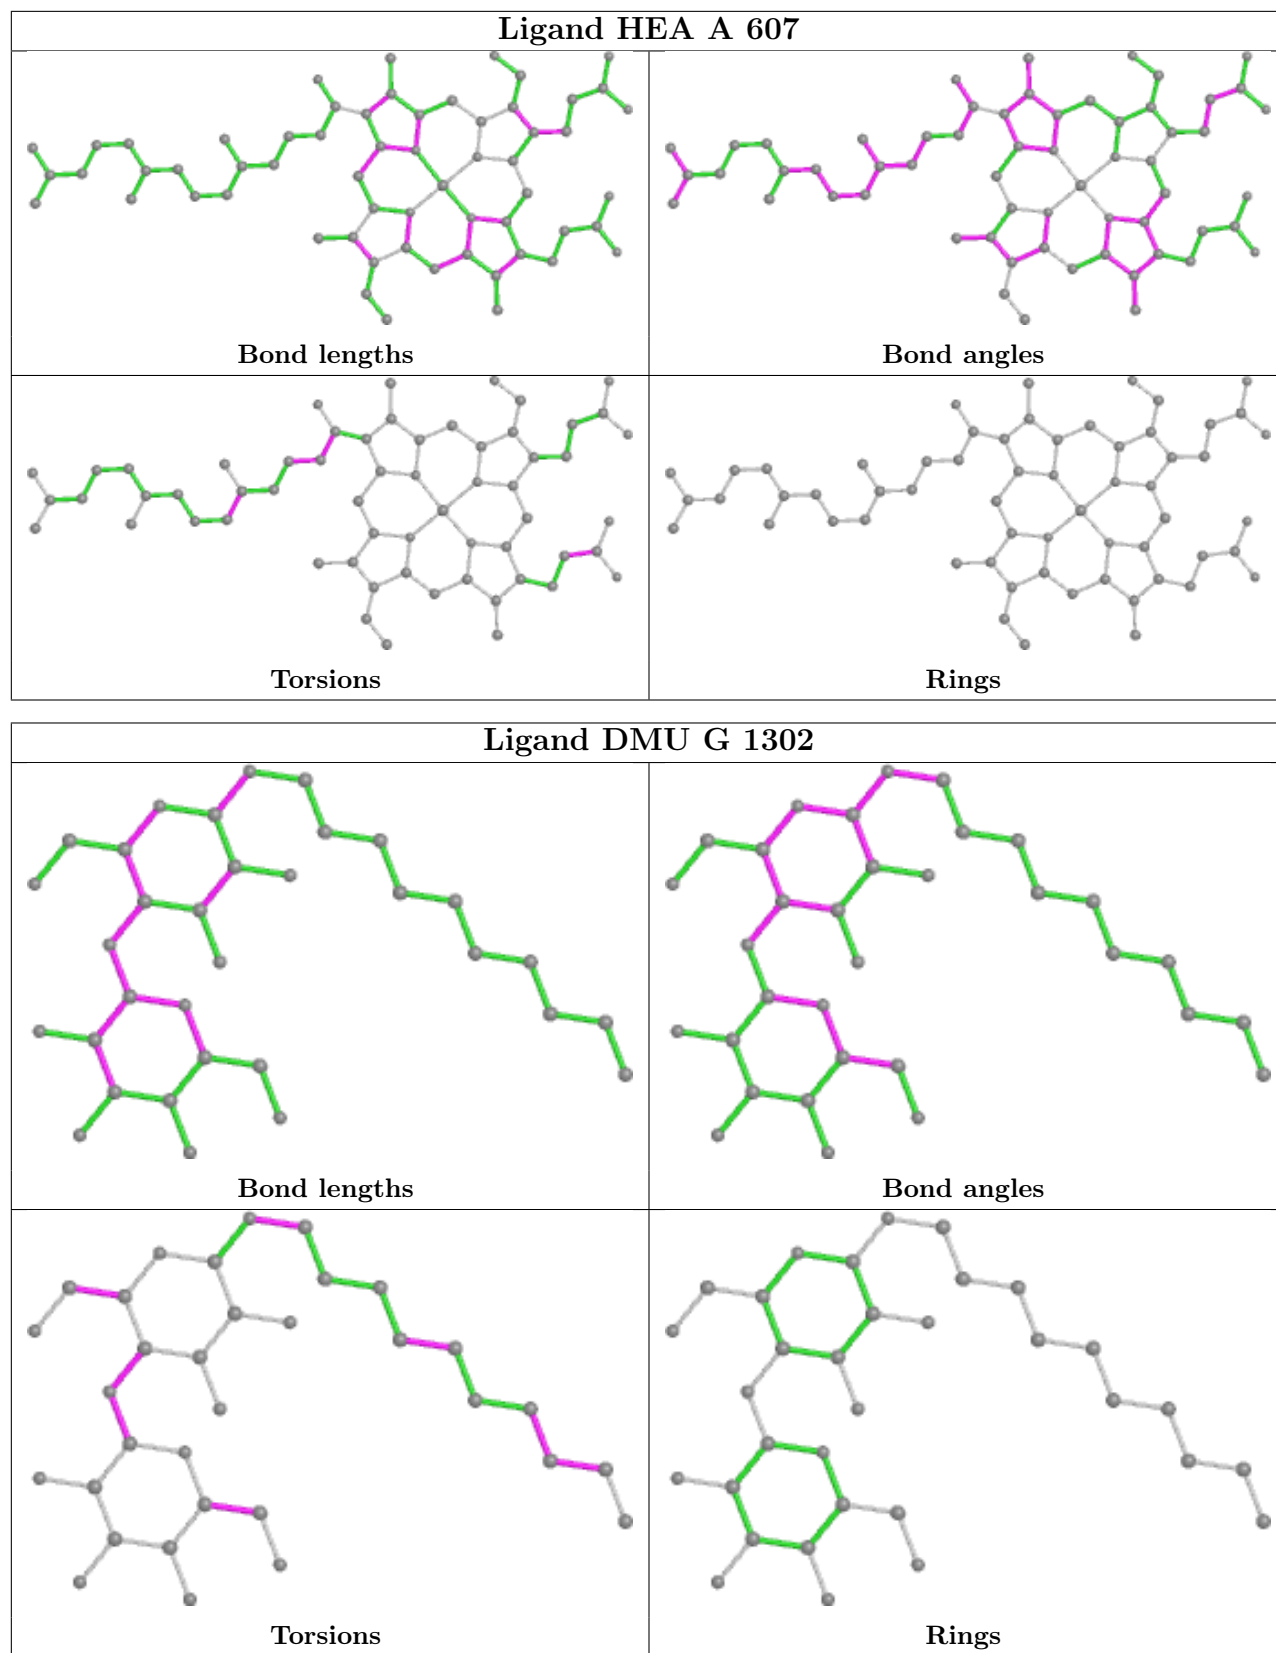 Ligand HEA A 607
Bond lengths
Bond angles
Torsions
Rings
Ligand DMU G 1302
Bond lengths
Bond angles
Torsions
Rings